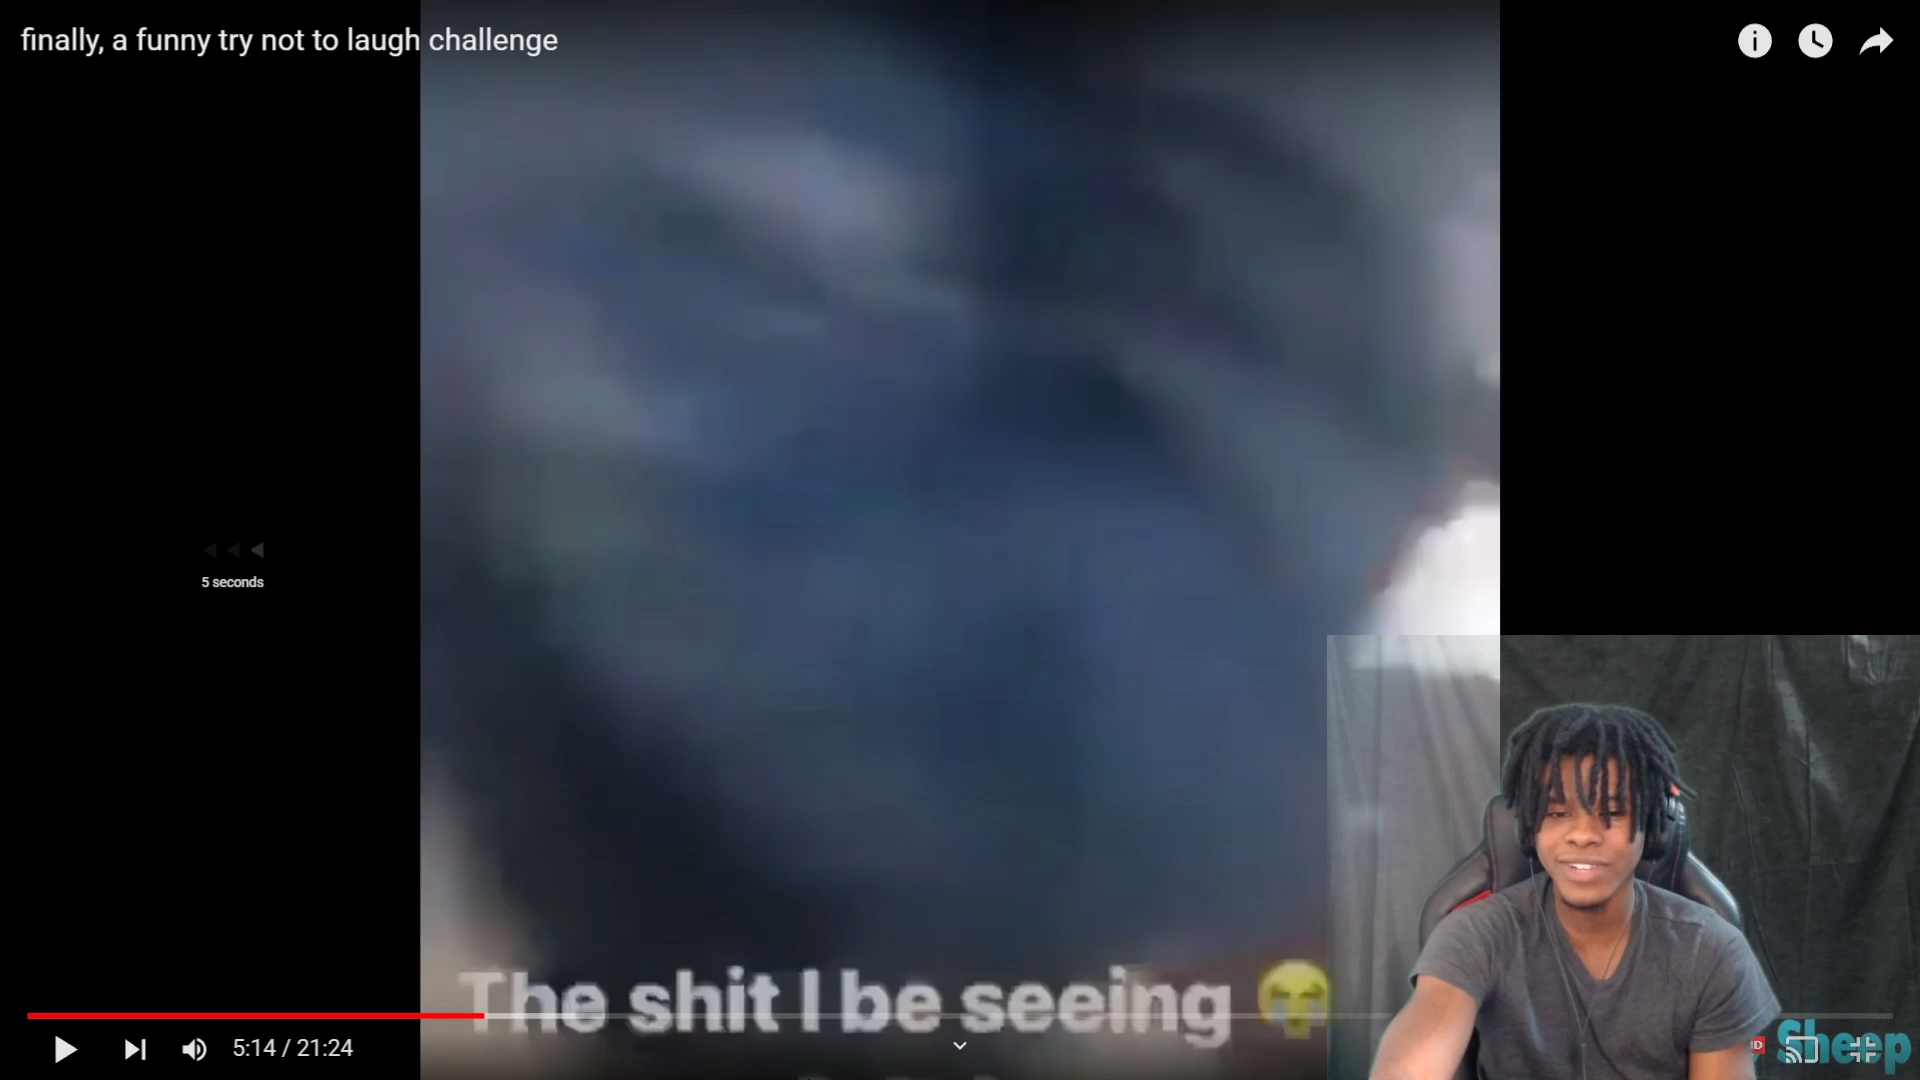 finally, a funny try not to laugh challenge
5 seconds
The shit I be seeing 😭
5:14 / 21:24
Sheep